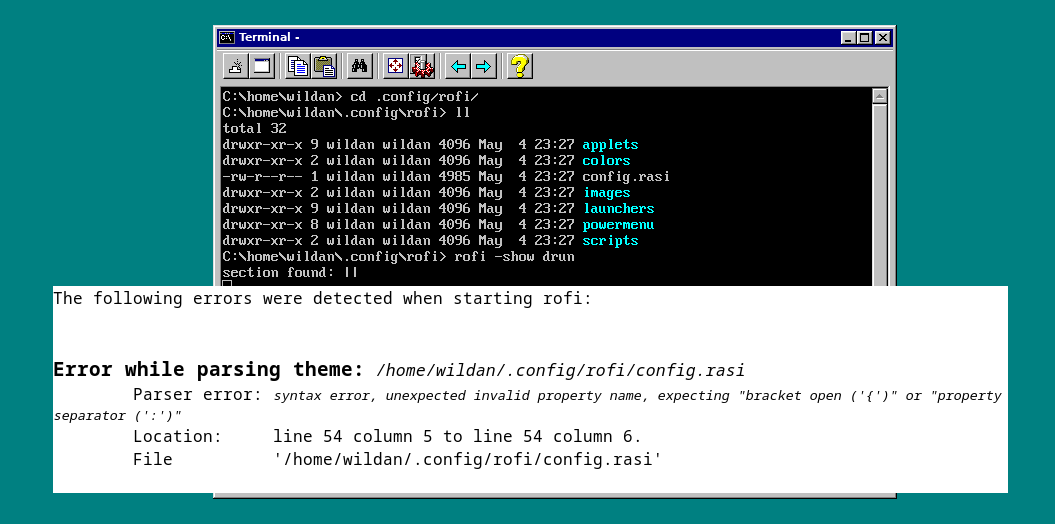 Terminal -
C:\home\wildan> cd .config/rofi/
C:\home\wildan\.config\rofi> ll
total 32
drwxr-xr-x 9 wildan wildan 4096 May  4 23:27 applets
drwxr-xr-x 2 wildan wildan 4096 May  4 23:27 colors
-rw-r--r-- 1 wildan wildan 4985 May  4 23:27 config.rasi
drwxr-xr-x 2 wildan wildan 4096 May  4 23:27 images
drwxr-xr-x 9 wildan wildan 4096 May  4 23:27 launchers
drwxr-xr-x 8 wildan wildan 4096 May  4 23:27 powermenu
drwxr-xr-x 2 wildan wildan 4096 May  4 23:27 scripts
C:\home\wildan\.config\rofi> rofi -show drun
section found: ||
The following errors were detected when starting rofi:
Error while parsing theme: /home/wildan/.config/rofi/config.rasi
Parser error: syntax error, unexpected invalid property name, expecting "bracket open ('{')" or "property
separator (':')"
Location: line 54 column 5 to line 54 column 6.
File '/home/wildan/.config/rofi/config.rasi'